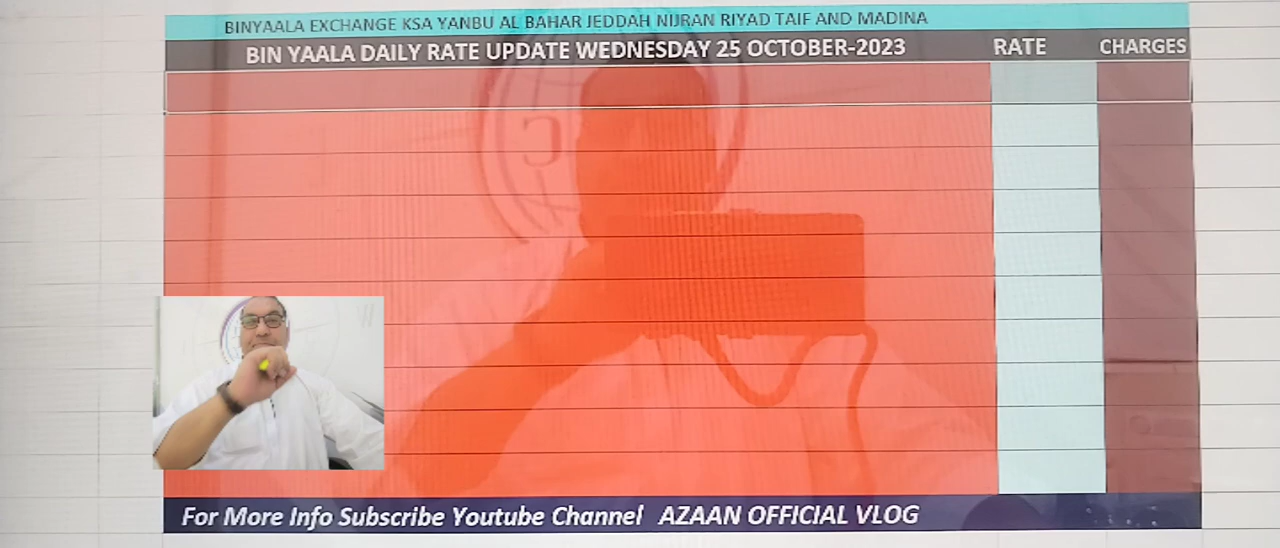 BINYAALA EXCHANGE KSA YANBU AL BAHAR JEDDAH NIJRAN RIYAD TAIF AND MADINA
BIN YAALA DAILY RATE UPDATE WEDNESDAY 25 OCTOBER-2023 RATE CHARGES
For More Info Subscribe Youtube Channel AZAAN OFFICIAL VLOG